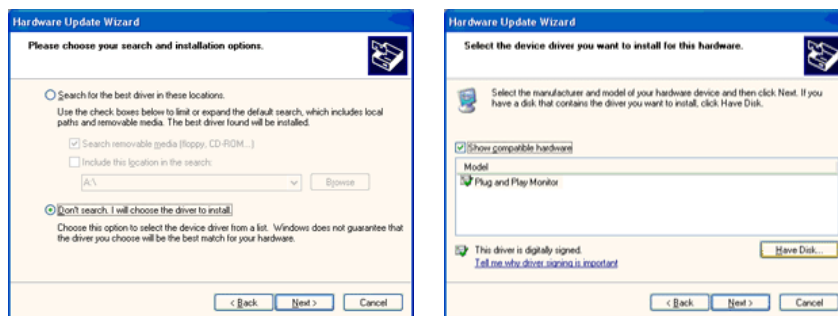 Hardware Update Wizard
Please choose your search and installation options.
Search for the best driver in these locations.
Use the check boxes below to limit or expand the default search, which includes local
paths and removable media. The best driver found will be installed.
Search removable media (floppy, CD-ROM...)
Include this location in the search:
A:\
Browse
Don't search. I will choose the driver to install.
Choose this option to select the device driver from a list. Windows does not guarantee that
the driver you choose will be the best match for your hardware.
< Back
Next >
Cancel
Hardware Update Wizard
Select the device driver you want to install for this hardware.
Select the manufacturer and model of your hardware device and then click Next. If you
have a disk that contains the driver you want to install, click Have Disk.
Show compatible hardware
Model
Plug and Play Monitor
This driver is digitally signed.
Tell me why driver signing is important
Have Disk...
< Back
Next >
Cancel